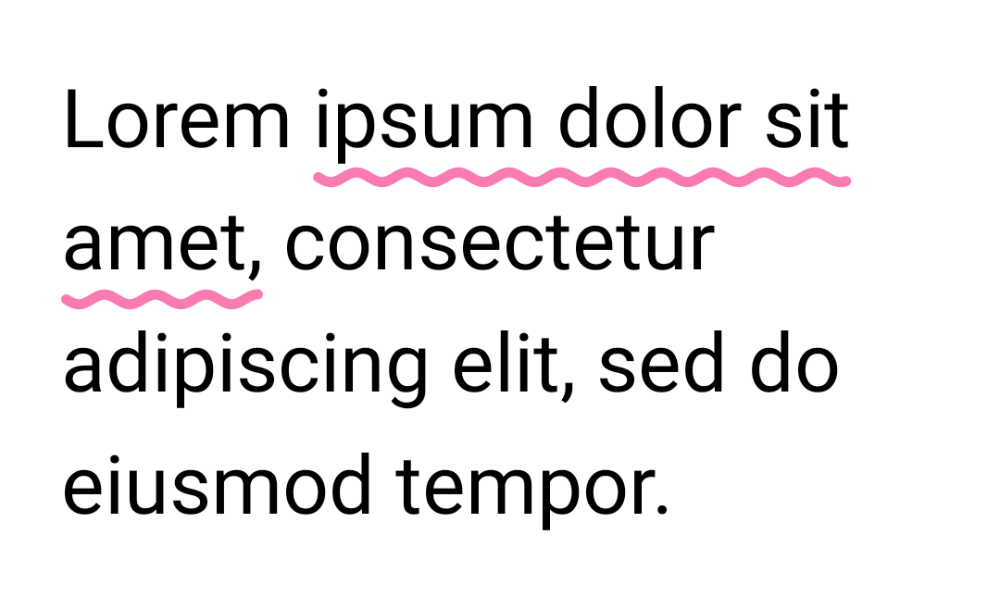 Lorem ipsum dolor sit
amet, consectetur
adipiscing elit, sed do
eiusmod tempor.